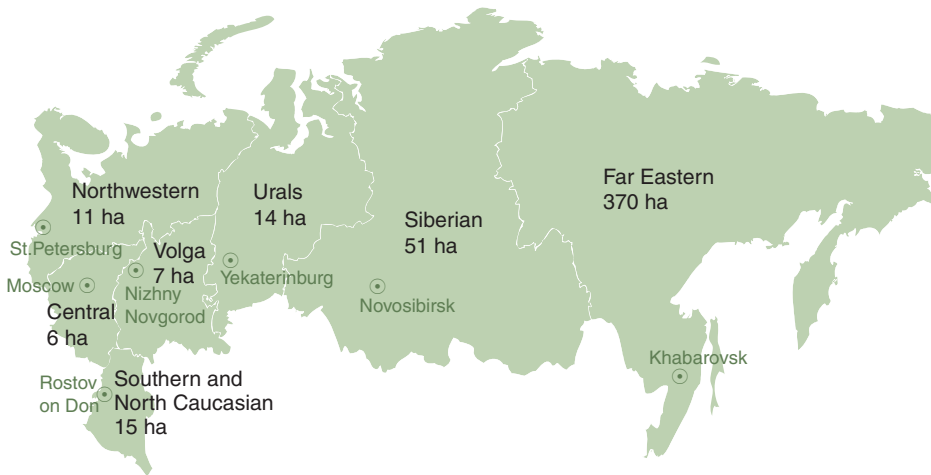 Northwestern
11 ha
St.Petersburg
Urals
14 ha
Yekaterinburg
Volga
7 ha
Nizhny
Novgorod
Moscow
Central
6 ha
Rostov
on Don
Southern and
North Caucasian
15 ha
Siberian
51 ha
Novosibirsk
Far Eastern
370 ha
Khabarovsk